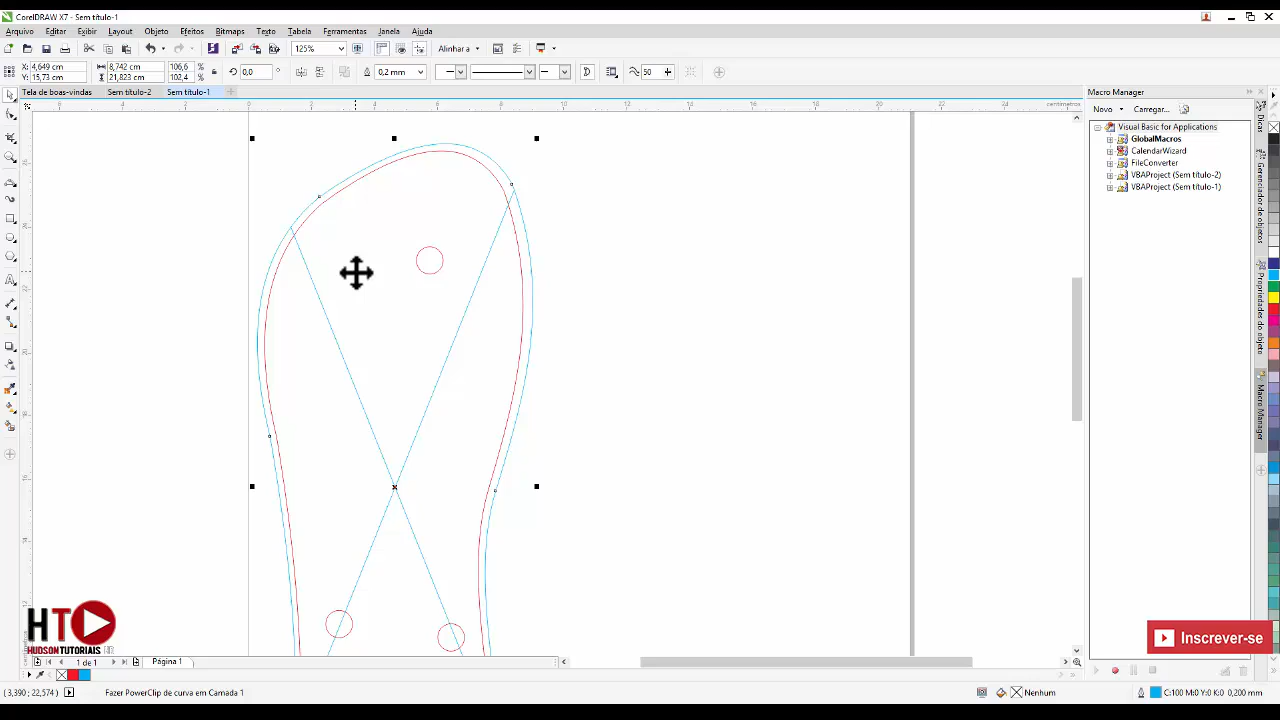 CorelDRAW X7 - Sem título-1
Arquivo Editar Exibir Layout Objeto Efeitos Bitmaps Texto Tabela Ferramentas Janela Ajuda
125% Alinhar a
X: 4,649 cm 8,742 cm 106,6 %
Y: 15,73 cm 21,823 cm 102,4 %
0,0 ° 0,2 mm 50
Tela de boas-vindas Sem título-2 Sem título-1
centímetros
Macro Manager
Novo Carregar...
Visual Basic for Applications
GlobalMacros
CalendarWizard
FileConverter
VBAProject (Sem título-2)
VBAProject (Sem título-1)
Dicas
Gerenciador de objetos
Propriedades do objeto
Macro Manager
HT
HUDSON TUTORIAIS BR
Inscrever-se
1 de 1 Página 1
(3,390; 22,574) Fazer PowerClip de curva em Camada 1 Nenhum C:100 M:0 Y:0 K:0 0,200 mm